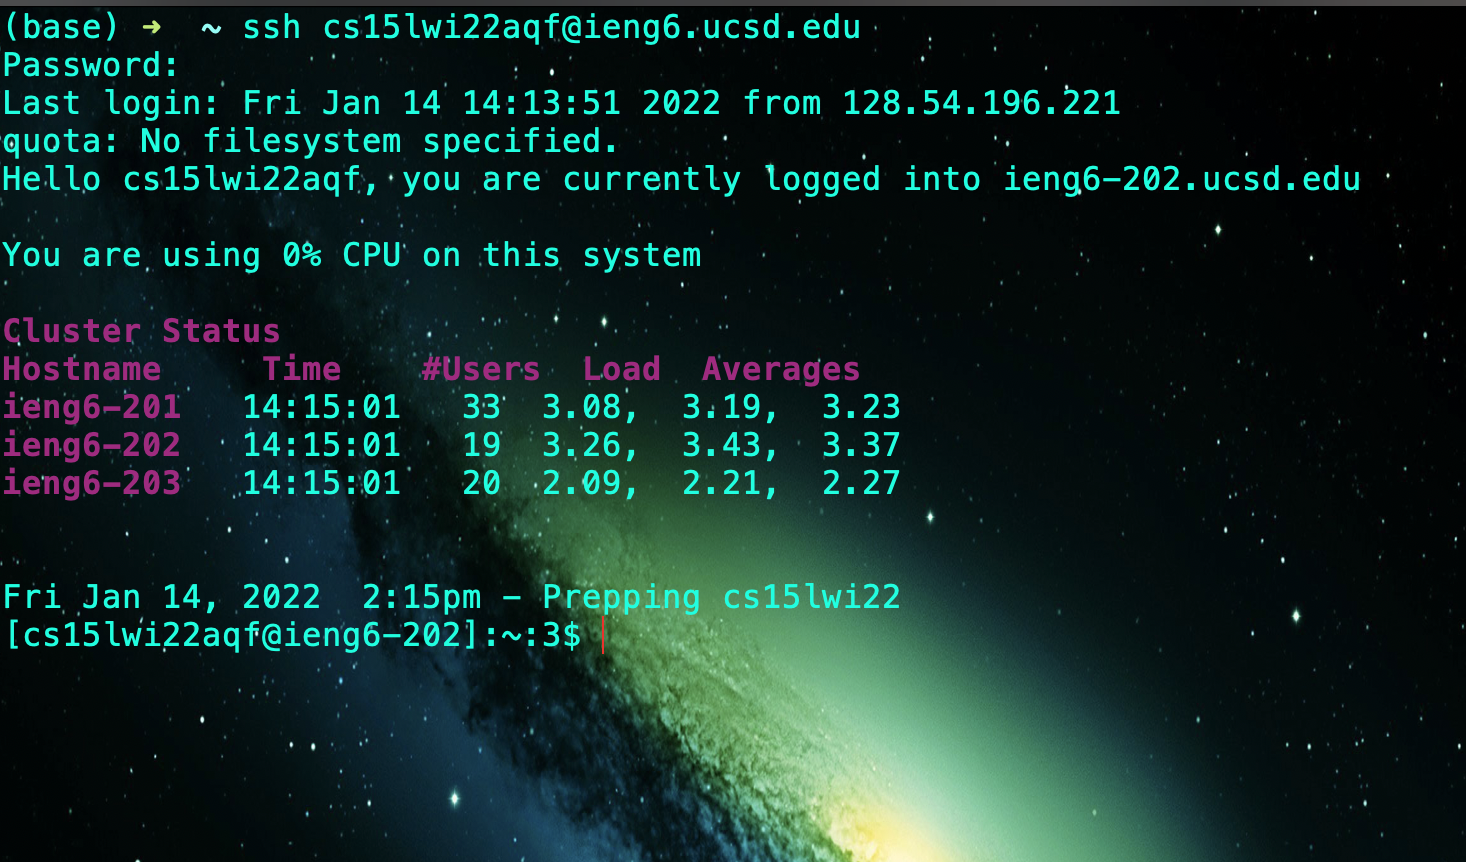 (base) ➜  ~ ssh cs15lwi22aqf@ieng6.ucsd.edu
Password:
Last login: Fri Jan 14 14:13:51 2022 from 128.54.196.221
quota: No filesystem specified.
Hello cs15lwi22aqf, you are currently logged into ieng6-202.ucsd.edu
You are using 0% CPU on this system
Cluster Status
Hostname     Time    #Users  Load  Averages
ieng6-201   14:15:01   33  3.08,  3.19,  3.23
ieng6-202   14:15:01   19  3.26,  3.43,  3.37
ieng6-203   14:15:01   20  2.09,  2.21,  2.27
Fri Jan 14, 2022  2:15pm - Prepping cs15lwi22
[cs15lwi22aqf@ieng6-202]:~:3$